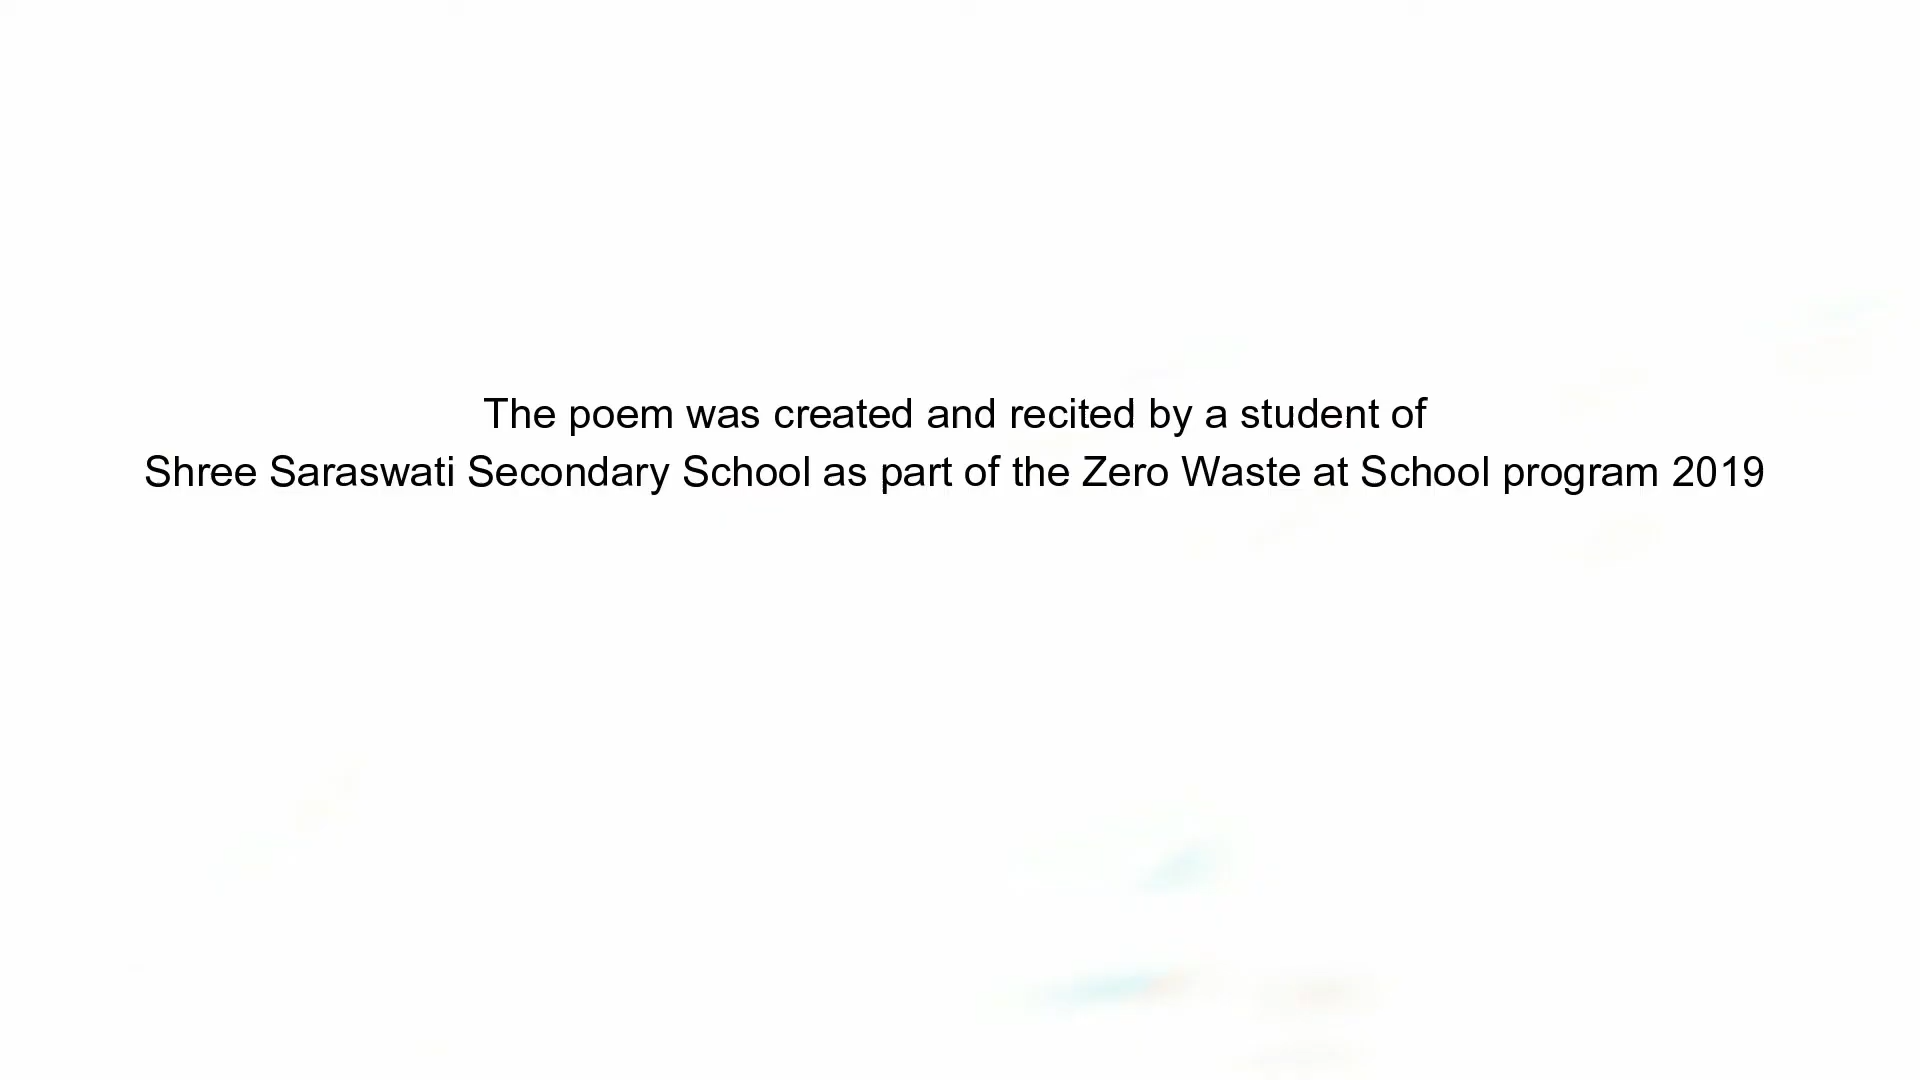 The poem was created and recited by a student of
Shree Saraswati Secondary School as part of the Zero Waste at School program 2019